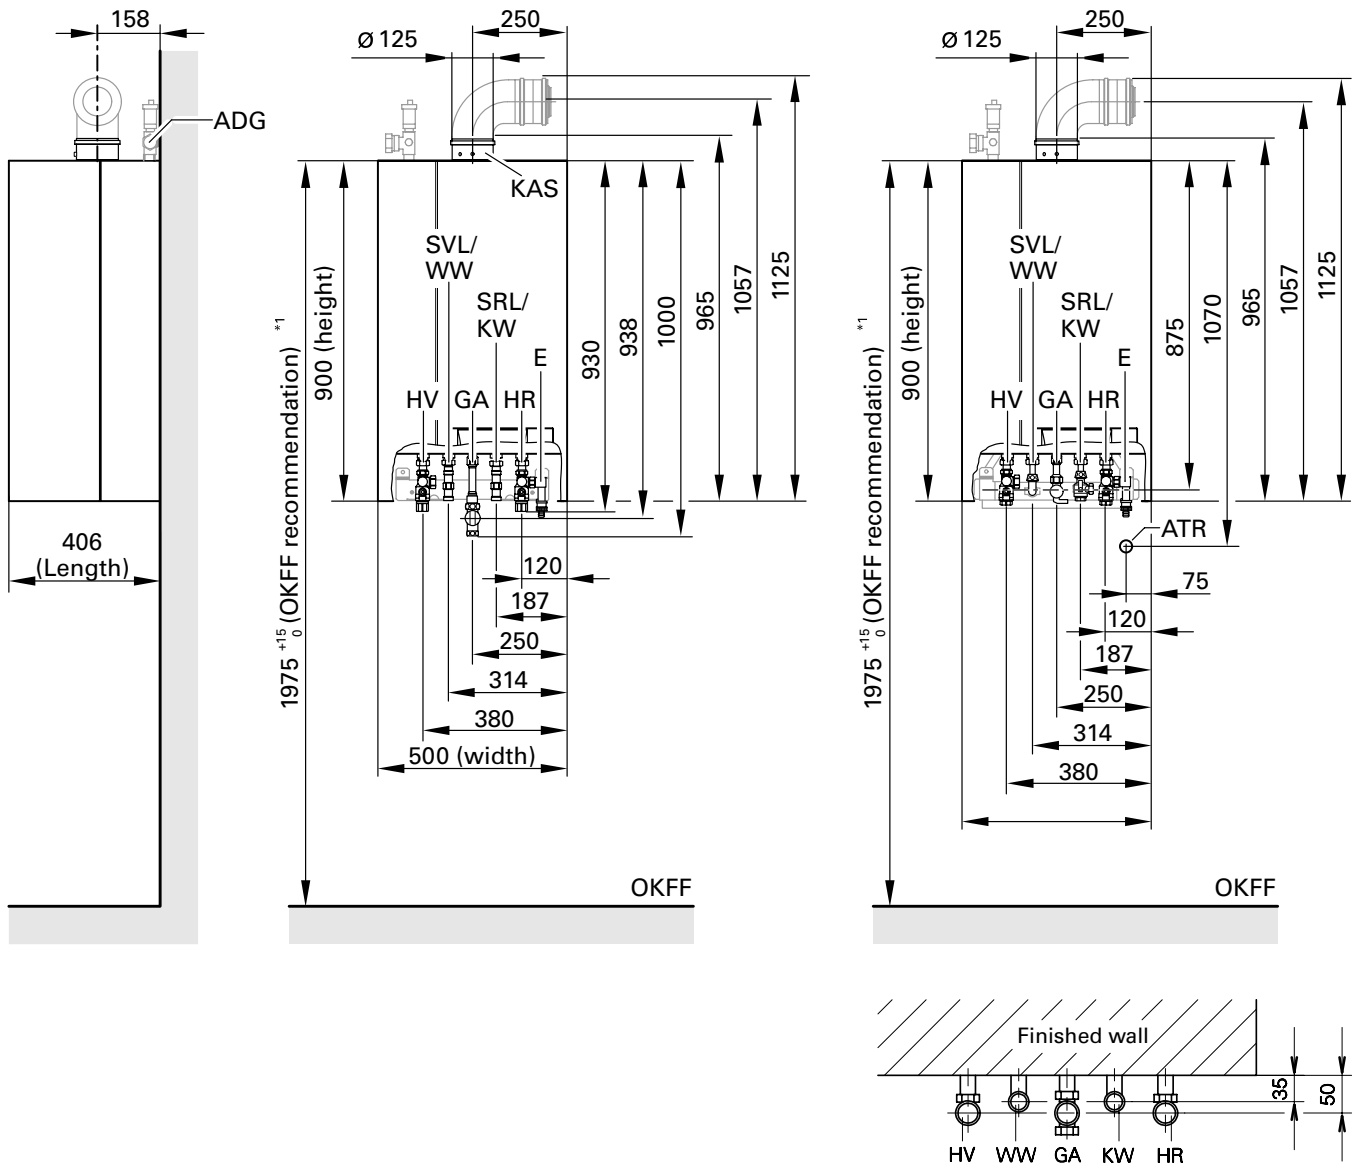 158
ADG
406
(Length)
250
Ø 125
KAS
SVL/
WW
SRL/
KW
E
HV
GA
HR
900 (height)
1975 +15 0 (OKFF recommendation) *1
930
938
1000
965
1057
1125
120
187
250
314
380
500 (width)
OKFF
250
Ø 125
SVL/
WW
SRL/
KW
E
HV
GA
HR
900 (height)
1975 +15 0 (OKFF recommendation) *1
875
1070
965
1057
1125
ATR
75
120
187
250
314
380
OKFF
Finished wall
35
50
HV
WW
GA
KW
HR